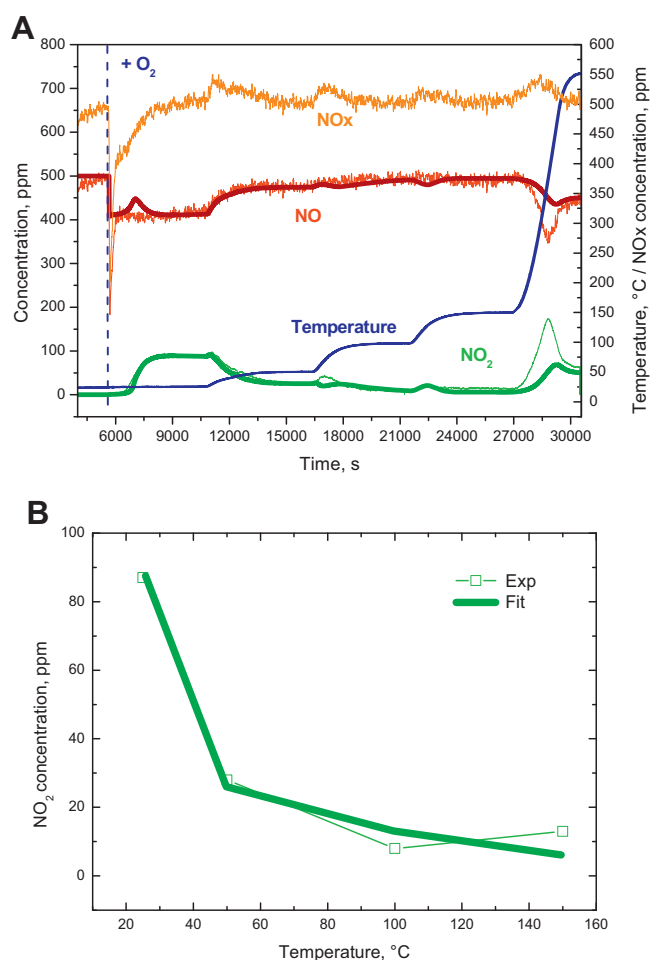 A
+ O2
NOx
NO
Temperature
NO2
800
700
600
500
400
300
200
100
0
Concentration, ppm
600
550
500
450
400
350
300
250
200
150
100
50
0
Temperature, °C / NOx concentration, ppm
6000 9000 12000 15000 18000 21000 24000 27000 30000
Time, s
B
100
80
60
40
20
0
NO2 concentration, ppm
Exp
Fit
20 40 60 80 100 120 140 160
Temperature, °C